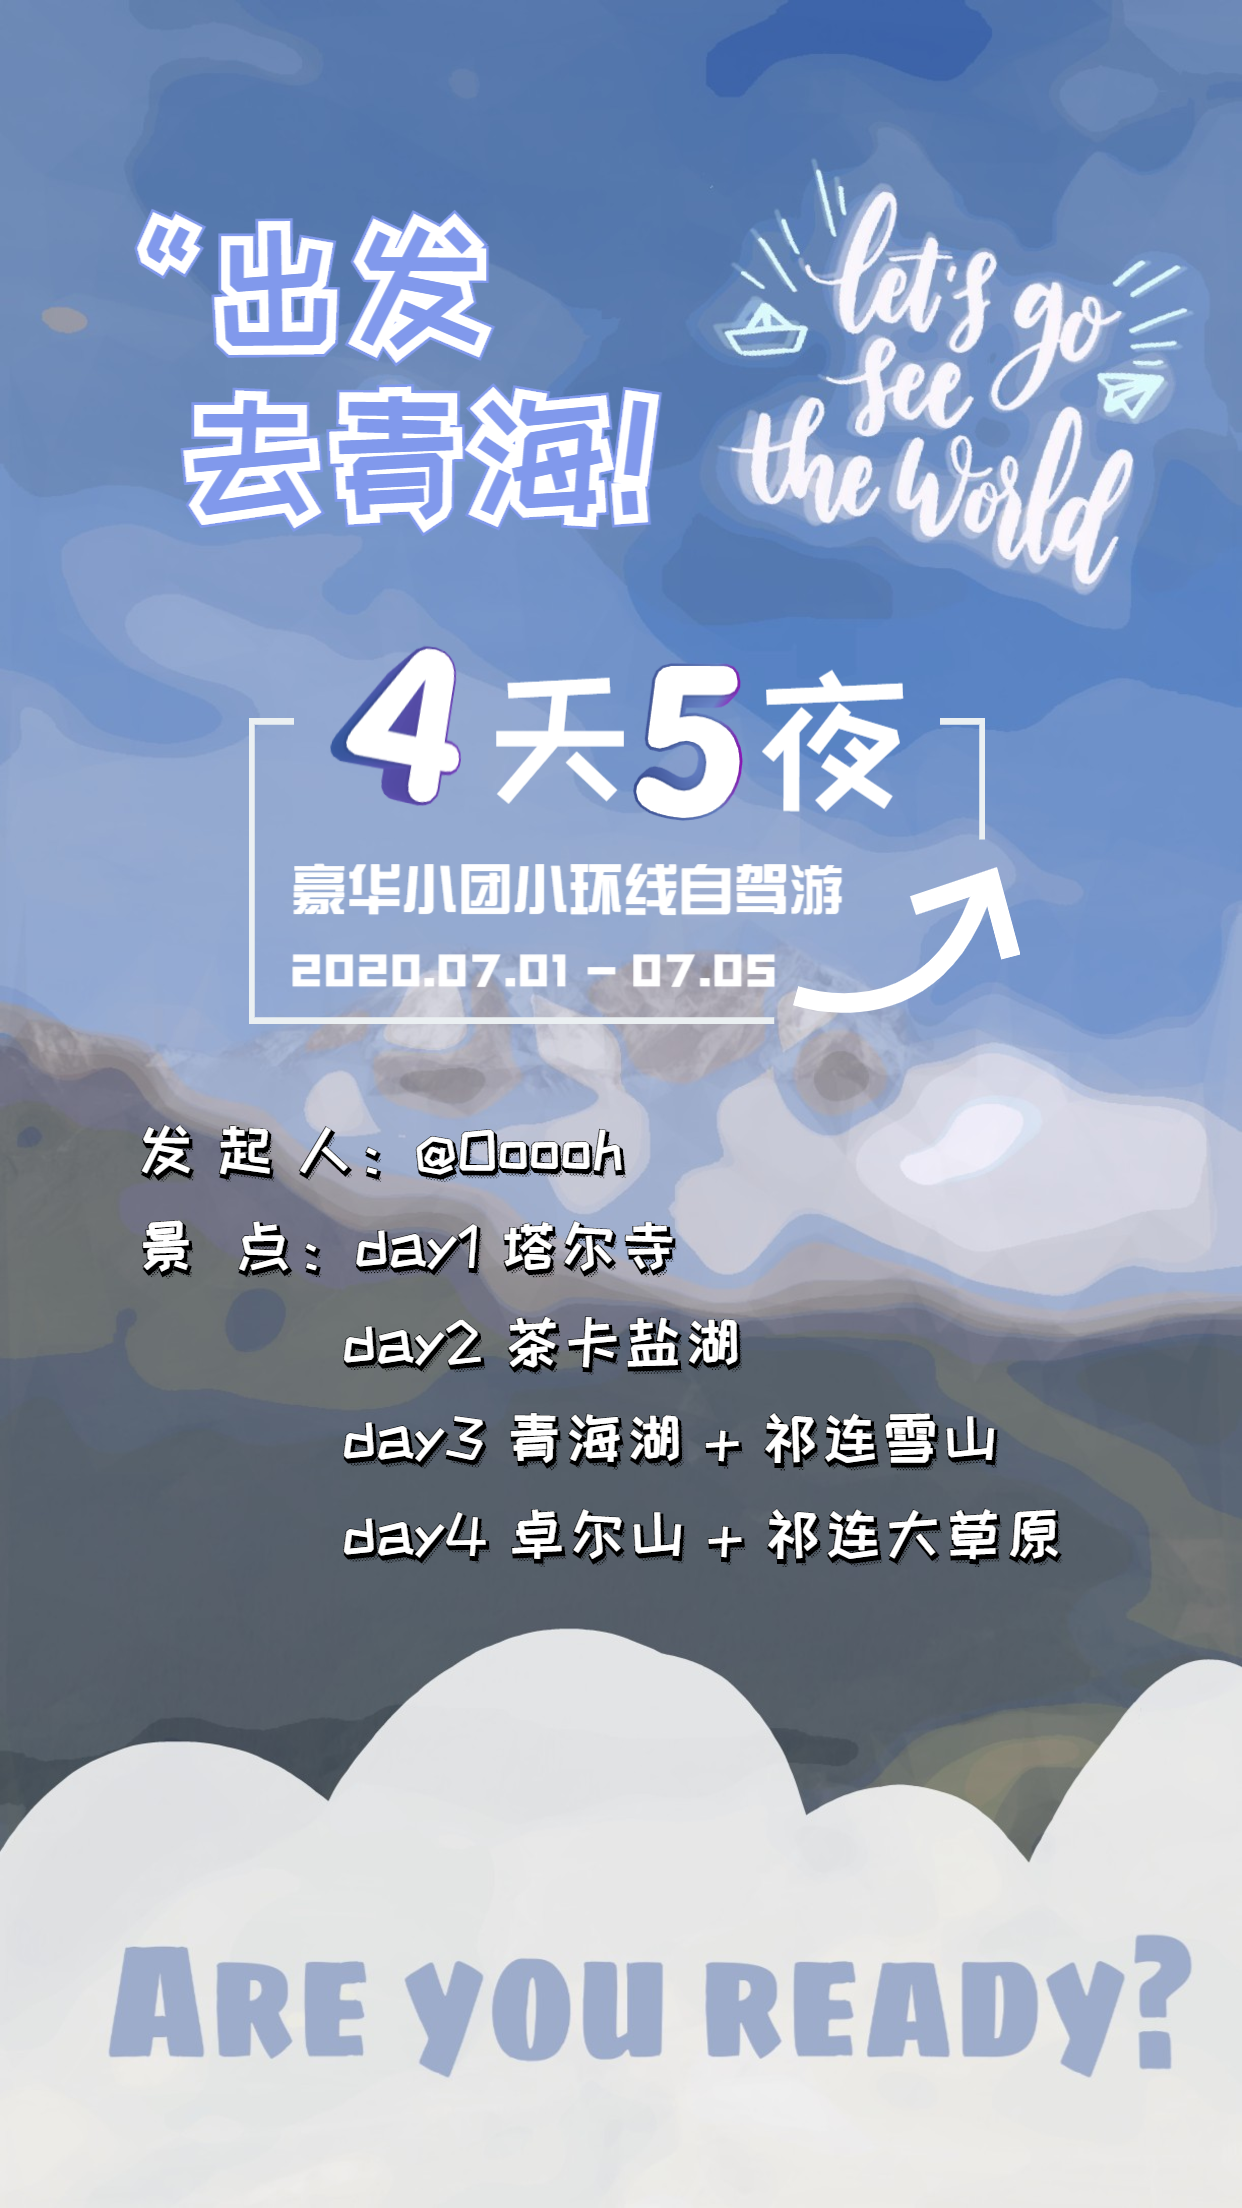 “出发
去青海!
let's go
see
the world
4天5夜
豪华小团小环线自驾游
2020.07.01 - 07.05
发 起 人：@Ooooh
景 点：day1 塔尔寺
day2 茶卡盐湖
day3 青海湖 + 祁连雪山
day4 卓尔山 + 祁连大草原
ARE YOU READY?